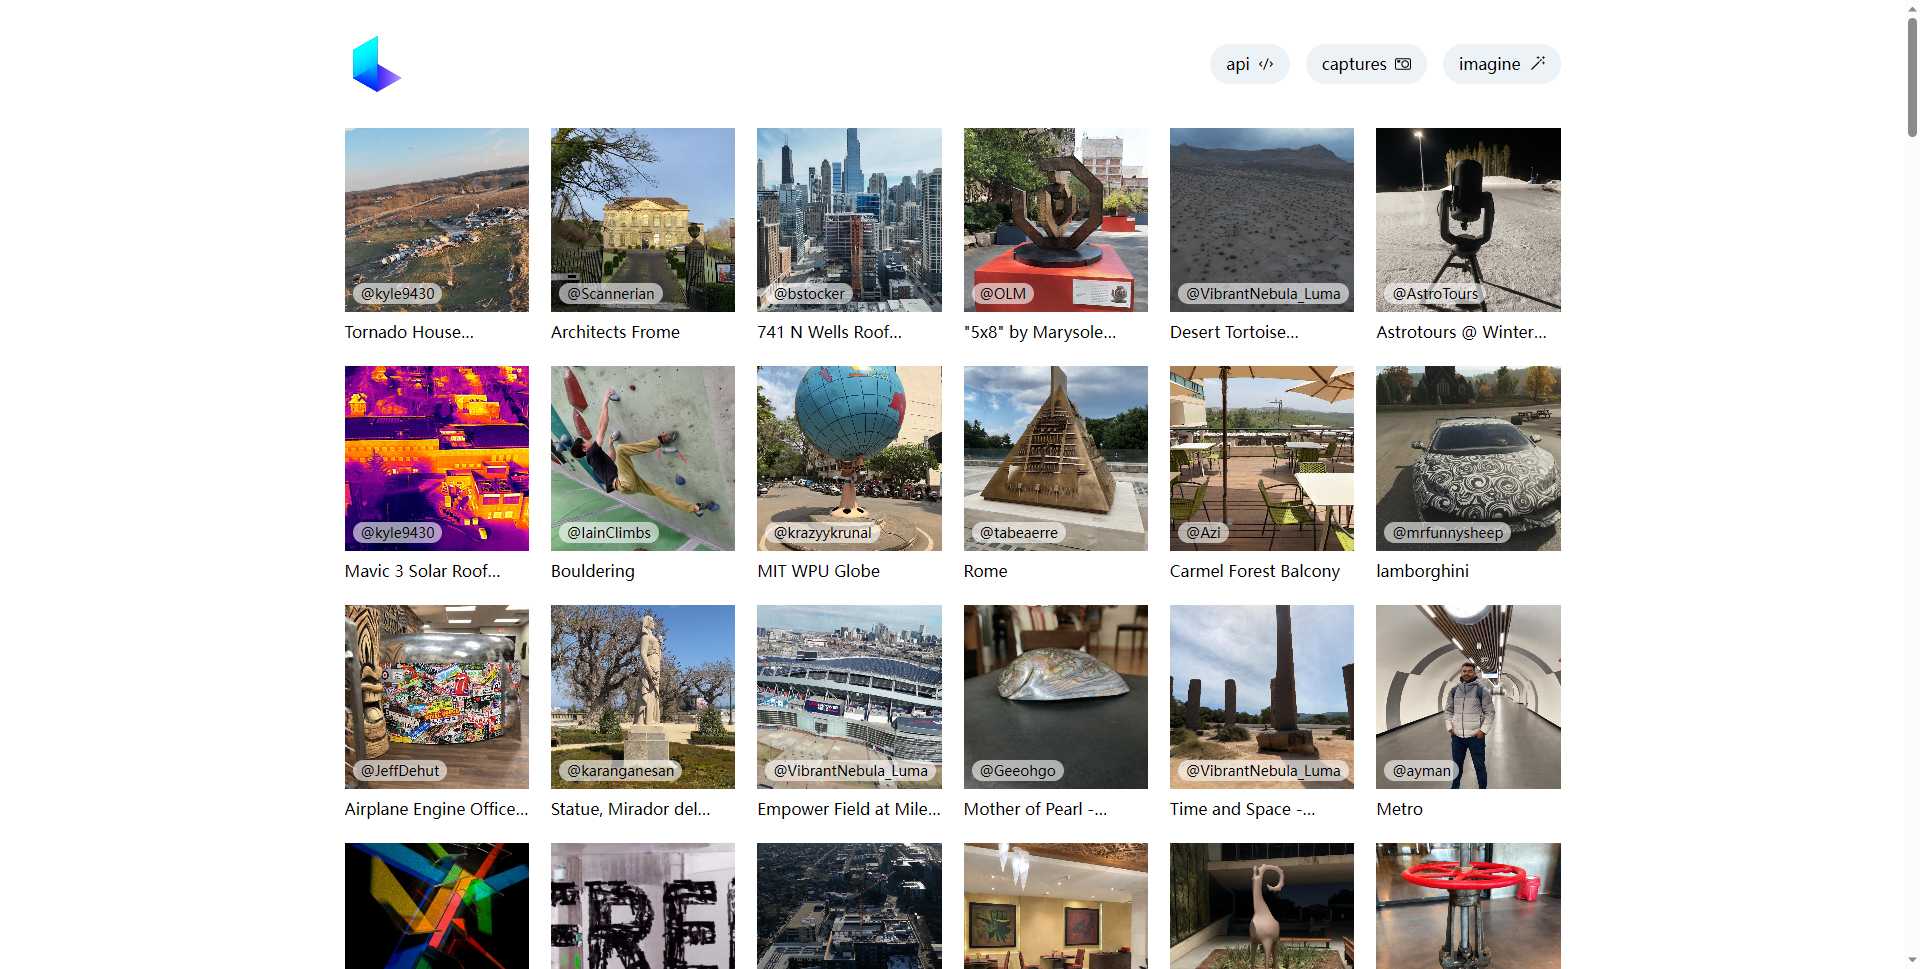 api
captures
imagine
@kyle9430
@Scannerian
@bstocker
@OLM
@VibrantNebula_Luma
@AstroTours
Tornado House...
Architects Frome
741 N Wells Roof...
"5x8" by Marysole...
Desert Tortoise...
Astrotours @ Winter...
@kyle9430
@IainClimbs
@krazyykrunal
@tabeaerre
@Azi
@mrfunnysheep
Mavic 3 Solar Roof...
Bouldering
MIT WPU Globe
Rome
Carmel Forest Balcony
lamborghini
@JeffDehut
@karanganesan
@VibrantNebula_Luma
@Geeohgo
@VibrantNebula_Luma
@ayman
Airplane Engine Office...
Statue, Mirador del...
Empower Field at Mile...
Mother of Pearl -...
Time and Space -...
Metro